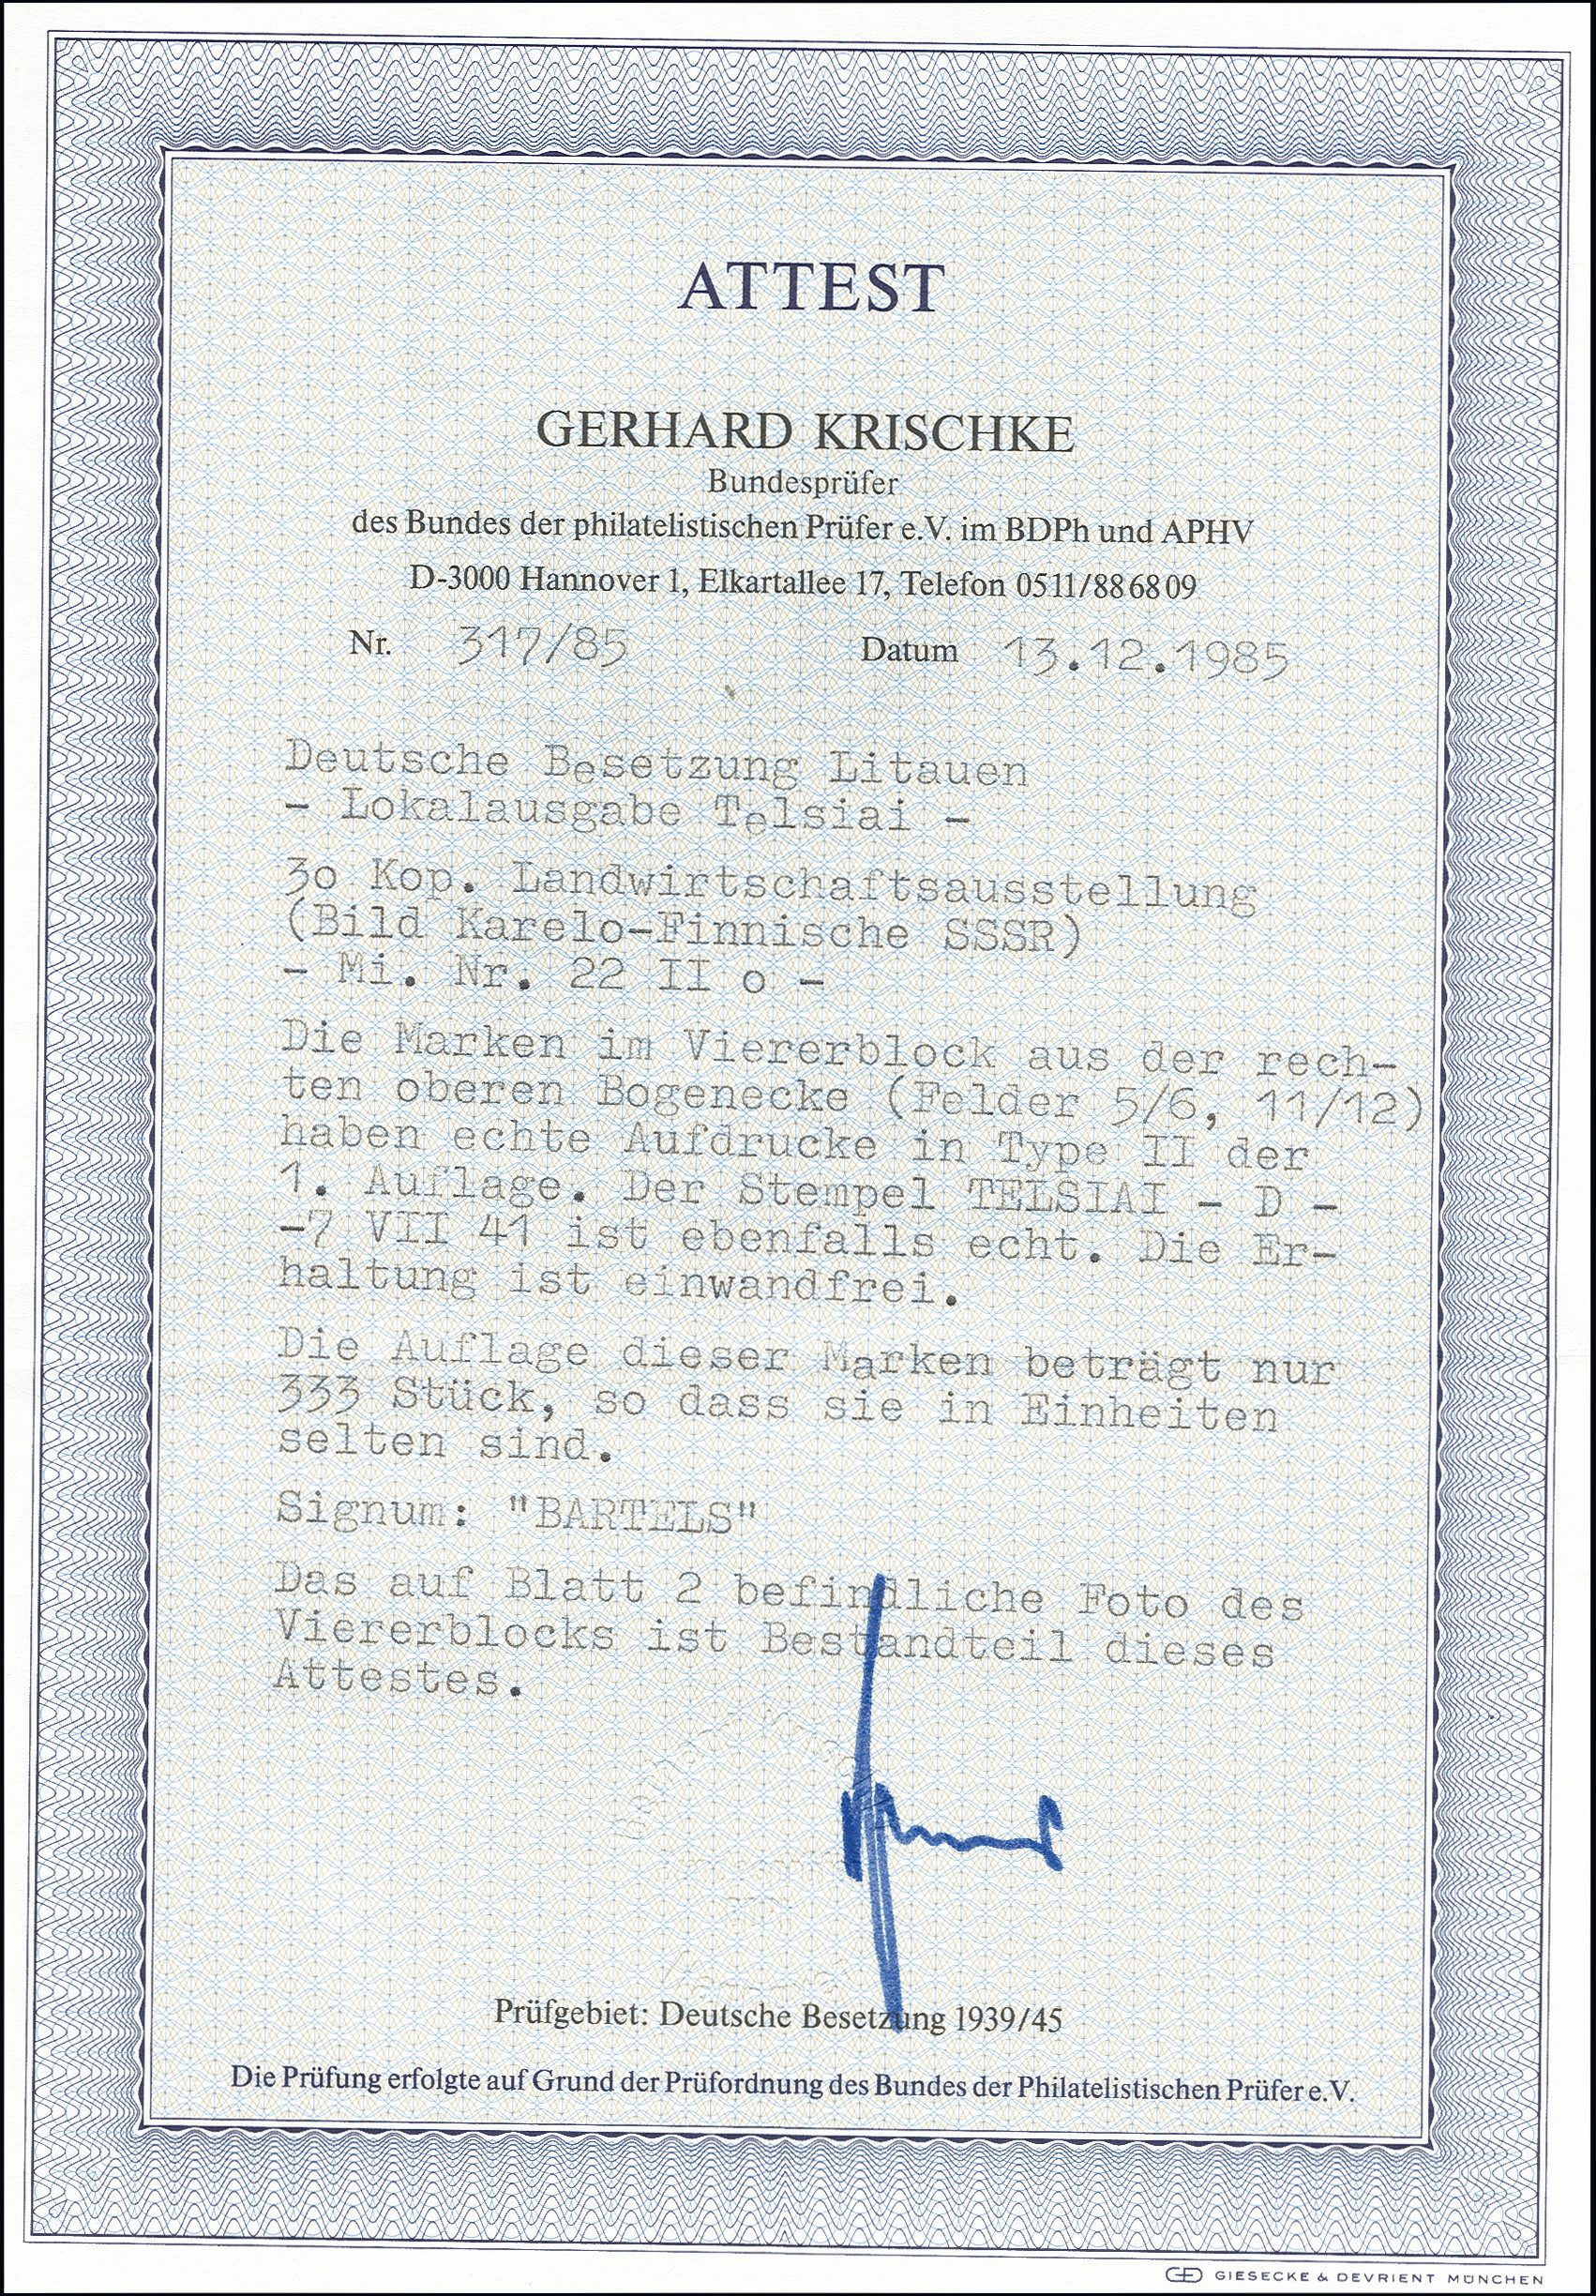 ATTEST
GERHARD KRISCHKE
Bundesprüfer
des Bundes der philatelistischen Prüfer e.V. im BDPh und APHV
D-3000 Hannover 1, Elkartallee 17, Telefon 0511/886809
Nr. 317/85 Datum 13.12.1985
Deutsche Besetzung Litauen
- Lokalausgabe Telsiai -
30 Kop. Landwirtschaftsausstellung
(Bild Karelo-Finnische SSSR)
- Mi. Nr. 22 II o -
Die Marken im Viererblock aus der rech-
ten oberen Bogenecke (Felder 5/6, 11/12)
haben echte Aufdrucke in Type II der
1. Auflage. Der Stempel TELSIAI - D -
-7 VII 41 ist ebenfalls echt. Die Er-
haltung ist einwandfrei.
Die Auflage dieser Marken beträgt nur
333 Stück, so dass sie in Einheiten
selten sind.
Signum: "BARTELS"
Das auf Blatt 2 befindliche Foto des
Viererblocks ist Bestandteil dieses
Attestes.
Prüfgebiet: Deutsche Besetzung 1939/45
Die Prüfung erfolgte auf Grund der Prüfordnung des Bundes der Philatelistischen Prüfer e.V.
GIESECKE & DEVRIENT MÜNCHEN